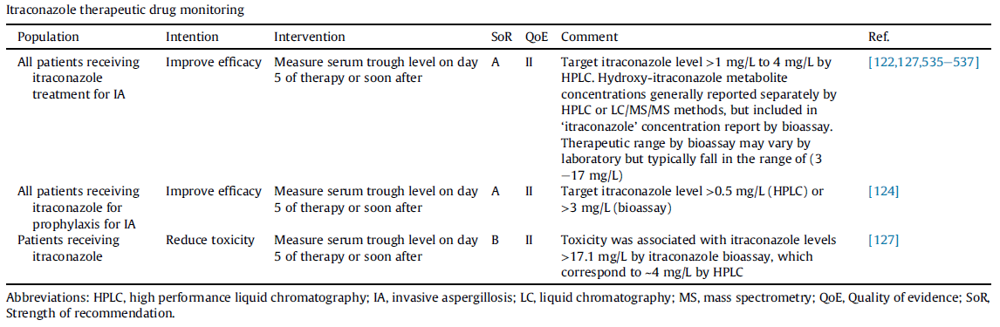 Itraconazole therapeutic drug monitoring
Population Intention Intervention SoR QoE Comment Ref.
All patients receiving Improve efficacy Measure serum trough level on day A II Target itraconazole level >1 mg/L to 4 mg/L by [122,127,535−537]
itraconazole 5 of therapy or soon after HPLC. Hydroxy-itraconazole metabolite
treatment for IA concentrations generally reported separately by
HPLC or LC/MS/MS methods, but included in
‘itraconazole’ concentration report by bioassay.
Therapeutic range by bioassay may vary by
laboratory but typically fall in the range of (3
−17 mg/L)
All patients receiving Improve efficacy Measure serum trough level on day A II Target itraconazole level >0.5 mg/L (HPLC) or [124]
itraconazole for 5 of therapy or soon after >3 mg/L (bioassay)
prophylaxis for IA
Patients receiving Reduce toxicity Measure serum trough level on day B II Toxicity was associated with itraconazole levels [127]
itraconazole 5 of therapy or soon after >17.1 mg/L by itraconazole bioassay, which
correspond to ~4 mg/L by HPLC
Abbreviations: HPLC, high performance liquid chromatography; IA, invasive aspergillosis; LC, liquid chromatography; MS, mass spectrometry; QoE, Quality of evidence; SoR,
Strength of recommendation.